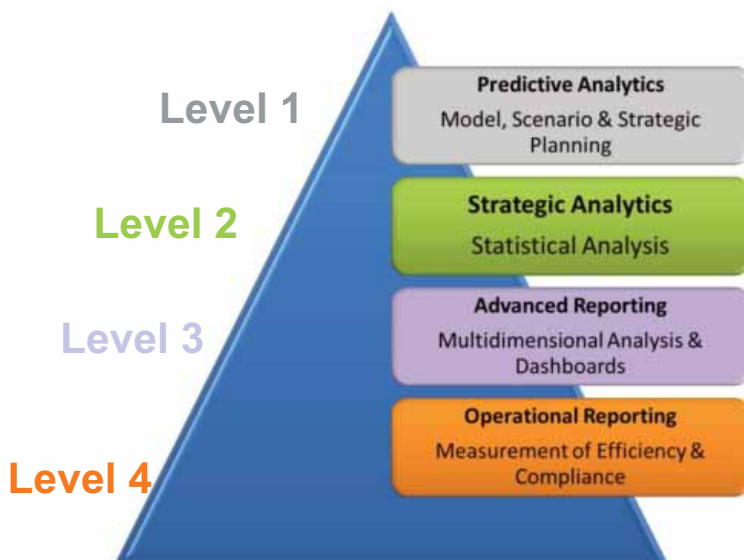 Level 1
Predictive Analytics
Model, Scenario & Strategic
Planning
Level 2
Strategic Analytics
Statistical Analysis
Level 3
Advanced Reporting
Multidimensional Analysis &
Dashboards
Level 4
Operational Reporting
Measurement of Efficiency &
Compliance